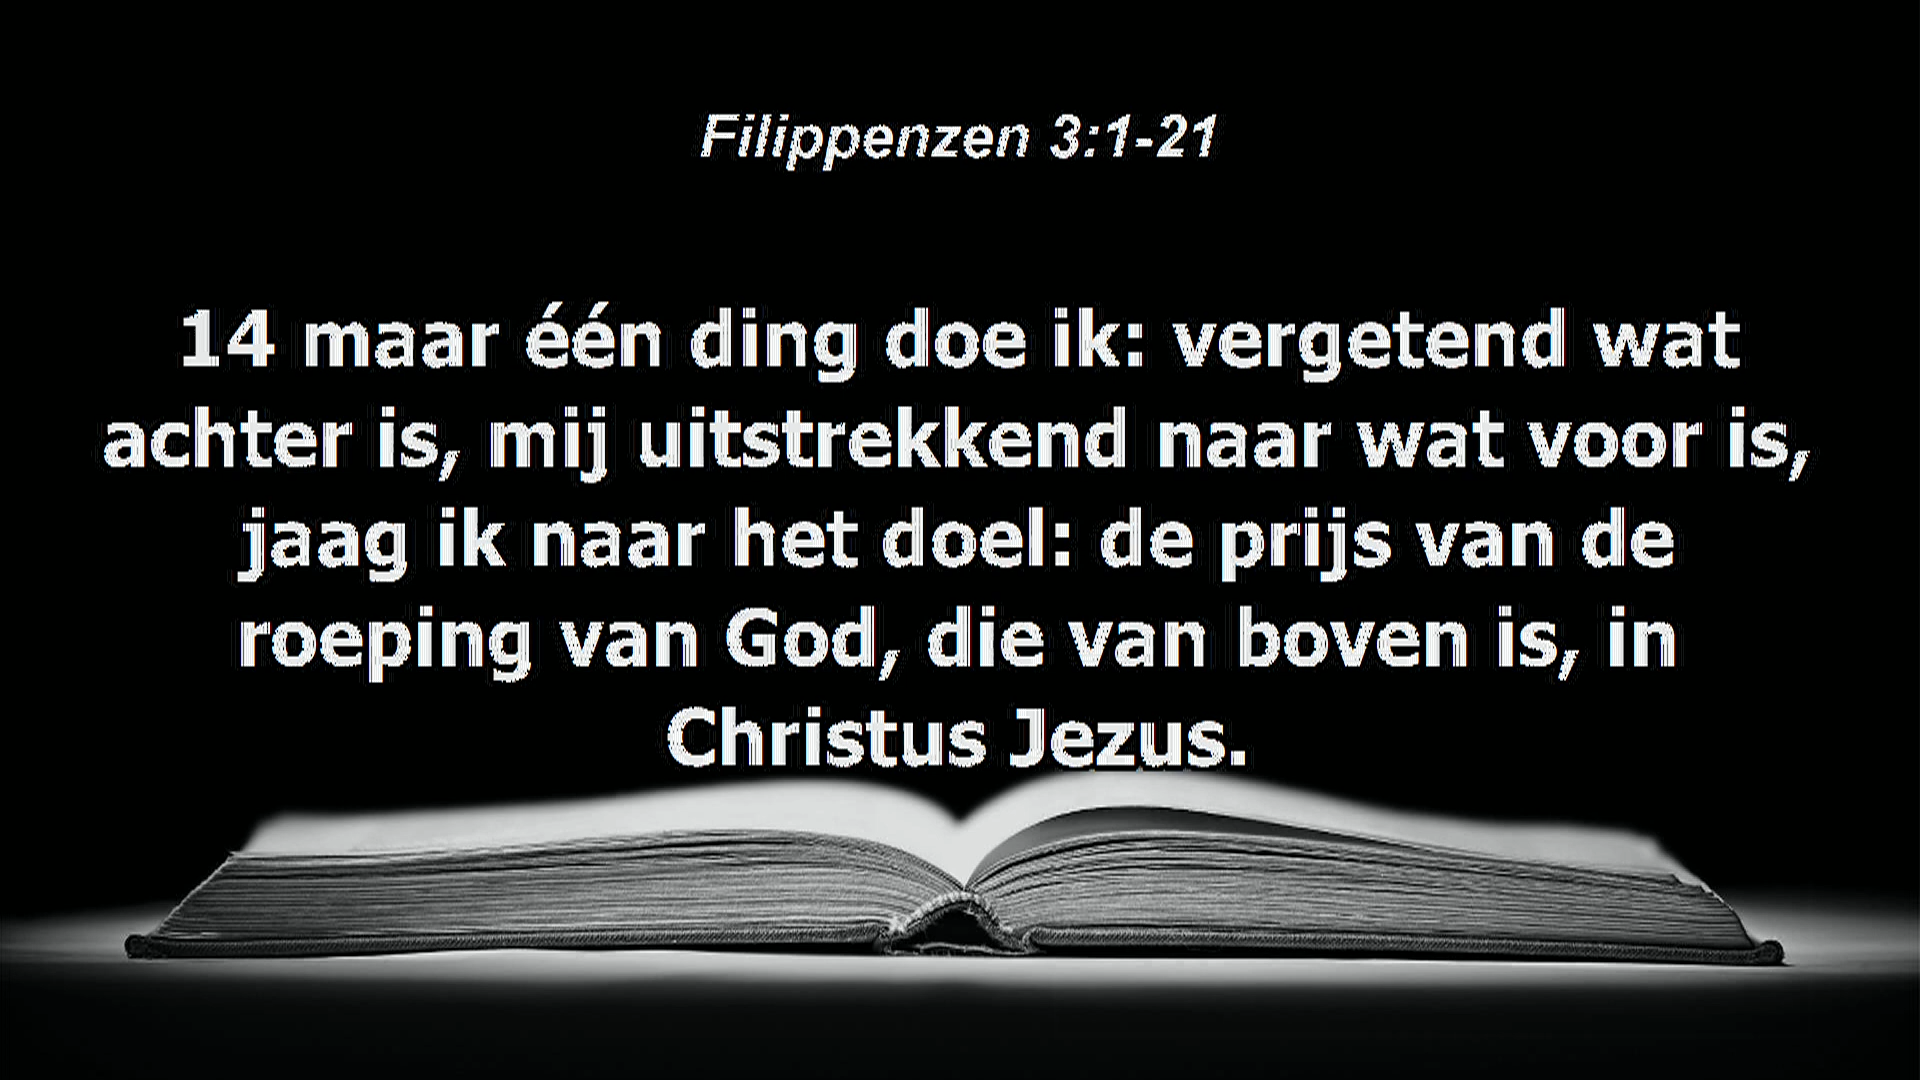 Filippenzen 3:1-21
14 maar één ding doe ik: vergetend wat
achter is, mij uitstrekkend naar wat voor is,
jaag ik naar het doel: de prijs van de
roeping van God, die van boven is, in
Christus Jezus.